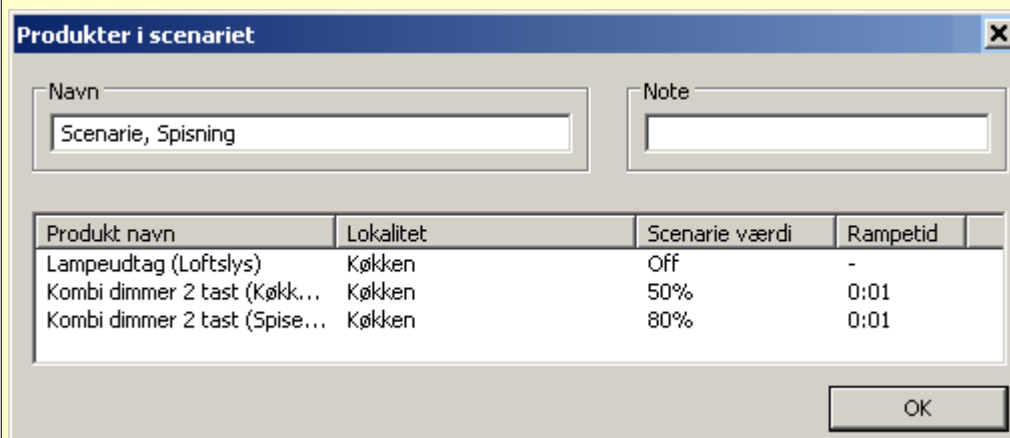 Produkter i scenariet
Navn Note
Scenarie, Spisning
Produkt navn Lokalitet Scenarie værdi Rampetid
Lampeudtag (Loftslys) Køkken Off -
Kombi dimmer 2 tast (Køkk... Køkken 50% 0:01
Kombi dimmer 2 tast (Spise... Køkken 80% 0:01
OK